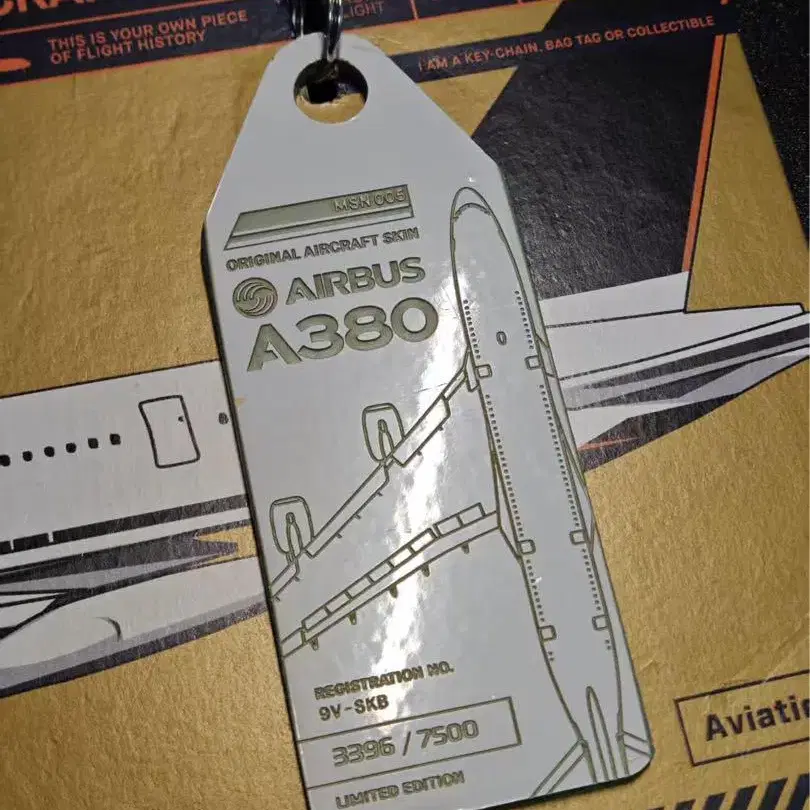 THIS IS YOUR OWN PIECE
OF FLIGHT HISTORY
I AM A KEY-CHAIN, BAG TAG OR COLLECTIBLE
MSN 005
ORIGINAL AIRCRAFT SKIN
AIRBUS
A380
REGISTRATION NO.
9V-SKB
3396 / 7500
LIMITED EDITION